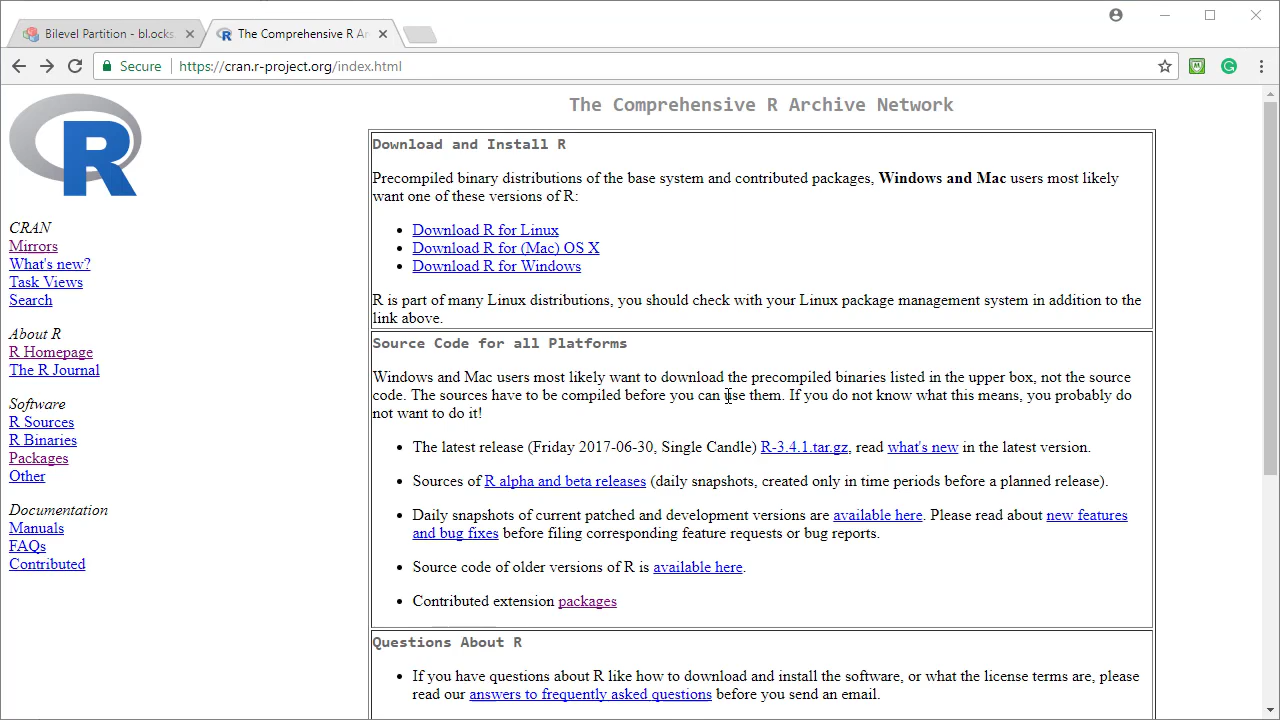 Bilevel Partition - bl.ocks.
The Comprehensive R Ar
Secure
https://cran.r-project.org/index.html
R
CRAN
Mirrors
What's new?
Task Views
Search
About R
R Homepage
The R Journal
Software
R Sources
R Binaries
Packages
Other
Documentation
Manuals
FAQs
Contributed
The Comprehensive R Archive Network
Download and Install R
Precompiled binary distributions of the base system and contributed packages, Windows and Mac users most likely
want one of these versions of R:
Download R for Linux
Download R for (Mac) OS X
Download R for Windows
R is part of many Linux distributions, you should check with your Linux package management system in addition to the
link above.
Source Code for all Platforms
Windows and Mac users most likely want to download the precompiled binaries listed in the upper box, not the source
code. The sources have to be compiled before you can use them. If you do not know what this means, you probably do
not want to do it!
The latest release (Friday 2017-06-30, Single Candle) R-3.4.1.tar.gz, read what's new in the latest version.
Sources of R alpha and beta releases (daily snapshots, created only in time periods before a planned release).
Daily snapshots of current patched and development versions are available here. Please read about new features
and bug fixes before filing corresponding feature requests or bug reports.
Source code of older versions of R is available here.
Contributed extension packages
Questions About R
If you have questions about R like how to download and install the software, or what the license terms are, please
read our answers to frequently asked questions before you send an email.